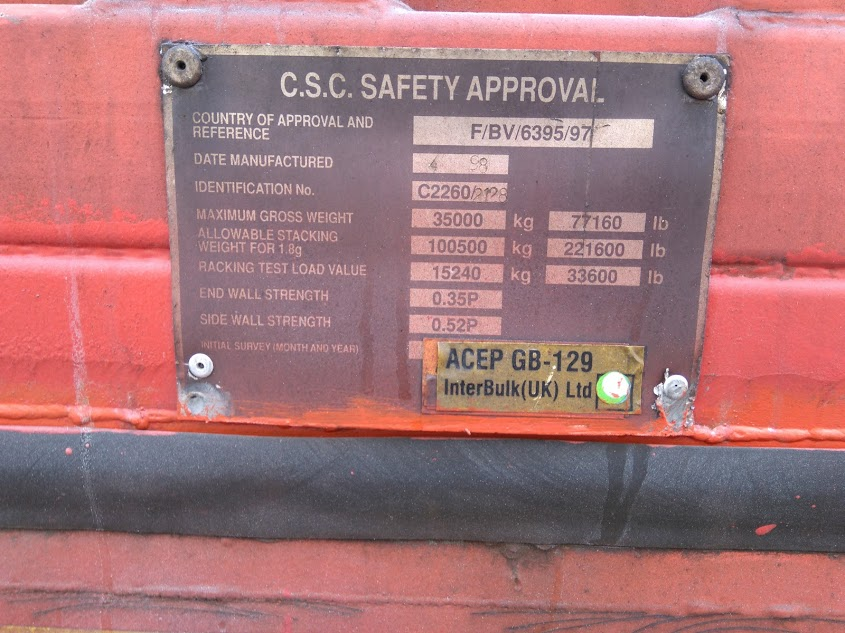 C.S.C. SAFETY APPROVAL
COUNTRY OF APPROVAL AND
REFERENCE
F/BV/6395/97
DATE MANUFACTURED 4 98
IDENTIFICATION No. C2260/2128
MAXIMUM GROSS WEIGHT 35000 kg 77160 lb
ALLOWABLE STACKING
WEIGHT FOR 1.8g 100500 kg 221600 lb
RACKING TEST LOAD VALUE 15240 kg 33600 lb
END WALL STRENGTH 0.35P
SIDE WALL STRENGTH 0.52P
INITIAL SURVEY (MONTH AND YEAR)
ACEP GB-129
InterBulk(UK) Ltd